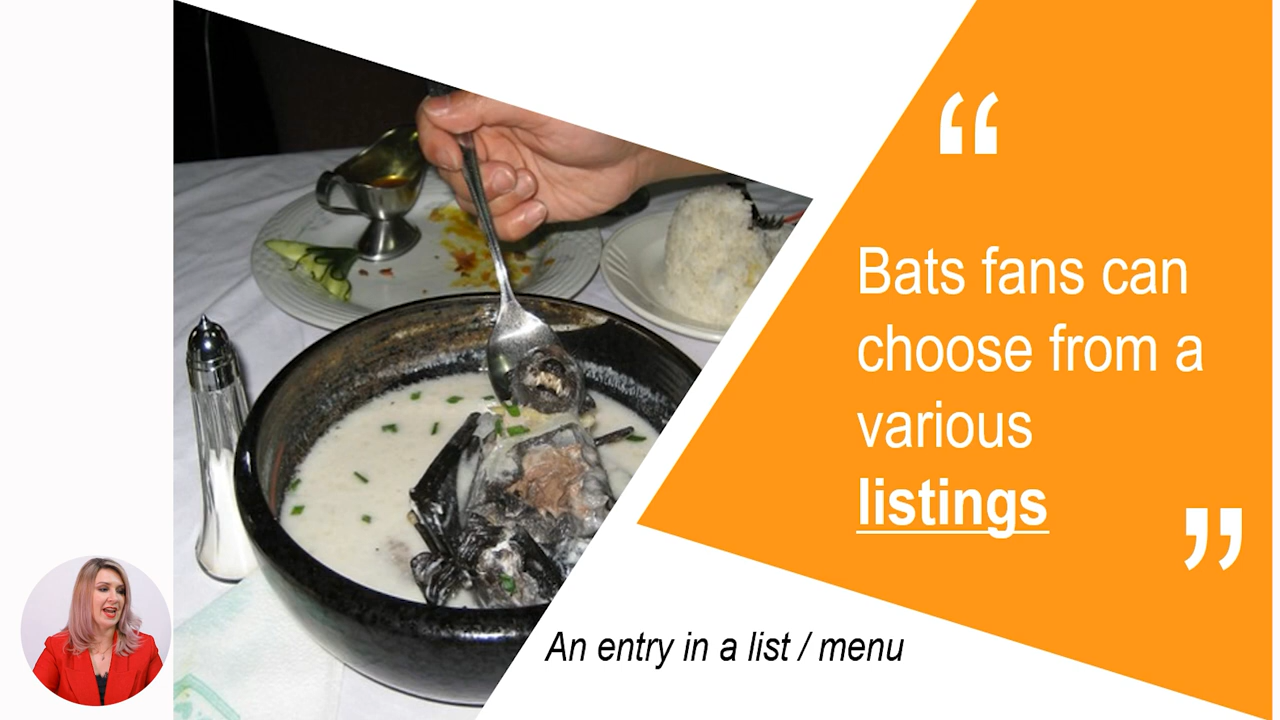 “
Bats fans can
choose from a
various
listings
”
An entry in a list / menu